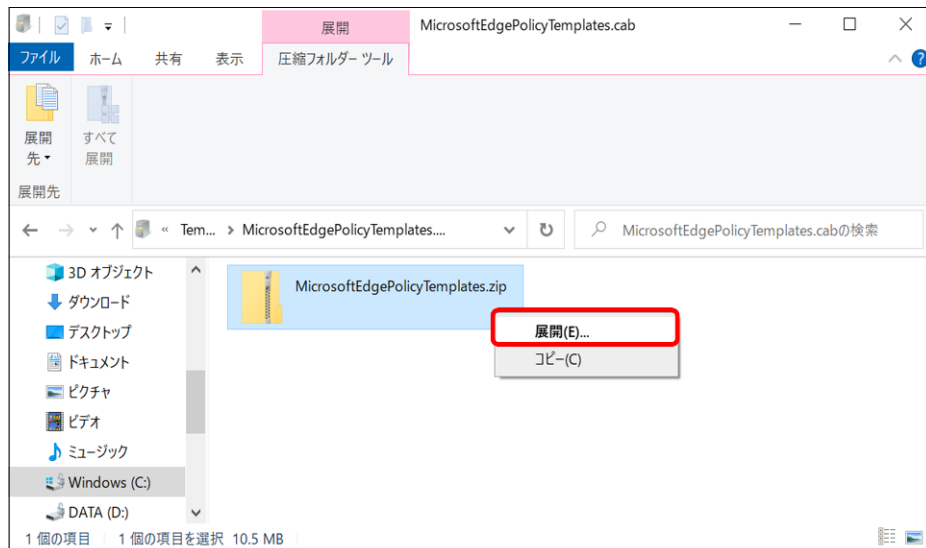 展開
MicrosoftEdgePolicyTemplates.cab
ファイル
ホーム
共有
表示
圧縮フォルダー ツール
展開
先
すべて
展開
展開先
« Tem... › MicrosoftEdgePolicyTemplates....
MicrosoftEdgePolicyTemplates.cabの検索
3D オブジェクト
ダウンロード
デスクトップ
ドキュメント
ピクチャ
ビデオ
ミュージック
Windows (C:)
DATA (D:)
MicrosoftEdgePolicyTemplates.zip
展開(E)...
コピー(C)
1 個の項目
1 個の項目を選択 10.5 MB